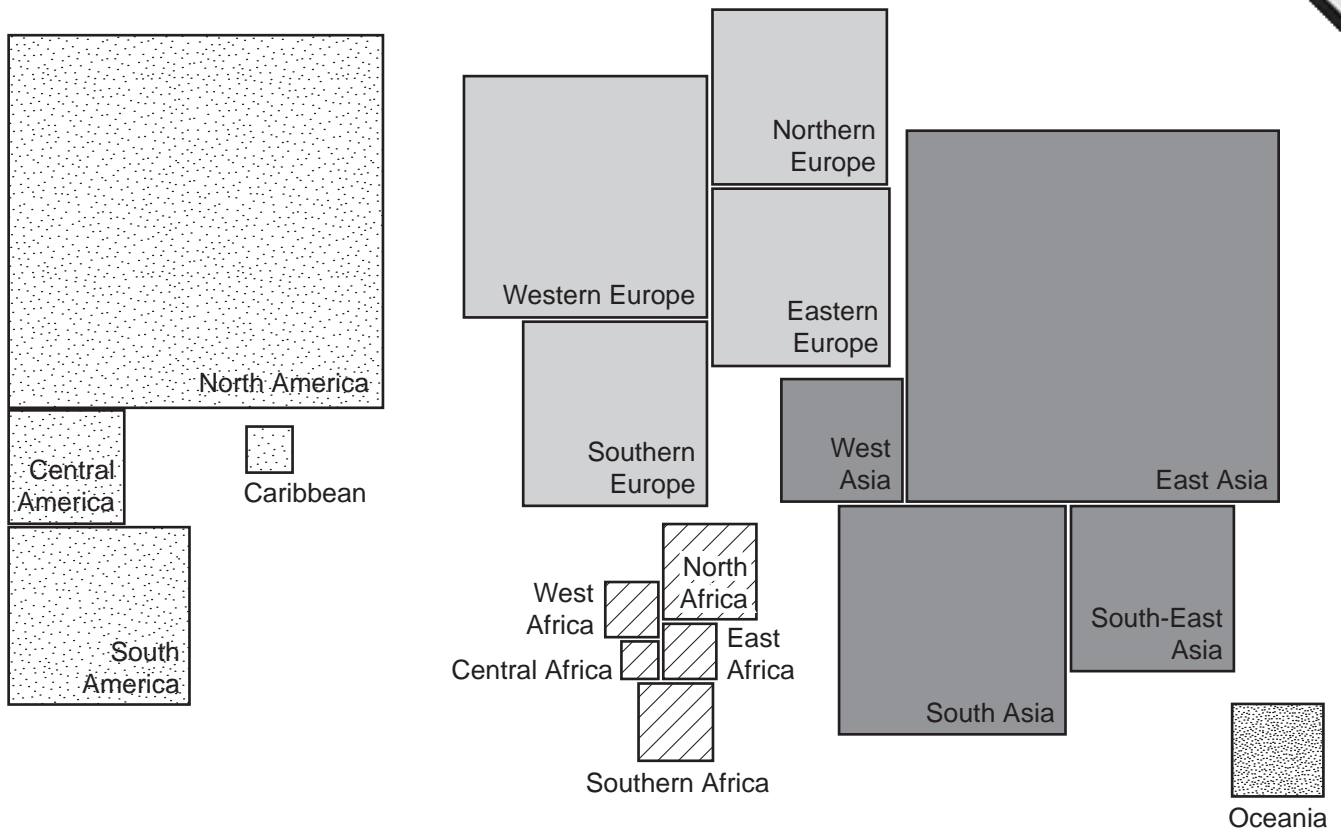 Northern
Europe
Western Europe
Eastern
Europe
North America
Southern
Europe
West
Asia
East Asia
Central
America
Caribbean
North
Africa
West
Africa
East
Africa
Central Africa
South-East
Asia
South
America
South Asia
Southern Africa
Oceania